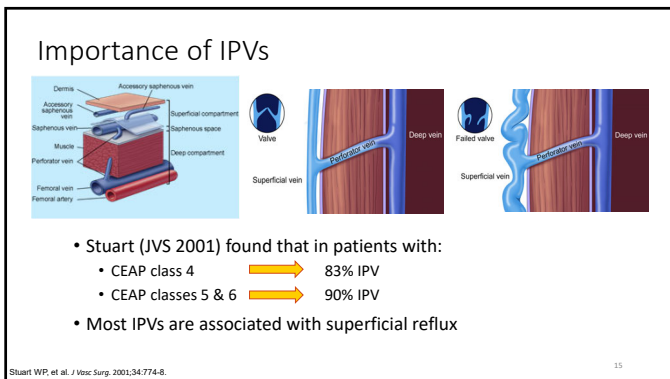 Importance of IPVs
Dermis
Accessory saphenous vein
Accessory
saphenous
vein
Superficial compartment
Saphenous vein
Saphenous space
Muscle
Deep compartment
Perforator vein
Femoral vein
Femoral artery
Valve
Perforator vein
Deep vein
Superficial vein
Failed valve
Perforator vein
Deep vein
Superficial vein
• Stuart (JVS 2001) found that in patients with:
• CEAP class 4 83% IPV
• CEAP classes 5 & 6 90% IPV
• Most IPVs are associated with superficial reflux
Stuart WP, et al. J Vasc Surg. 2001;34:774-8.
15